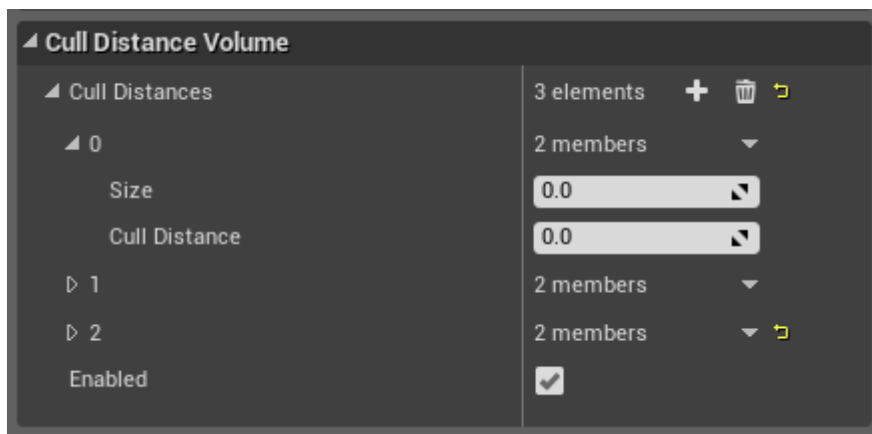 Cull Distance Volume
Cull Distances 3 elements
0 2 members
Size 0.0
Cull Distance 0.0
1 2 members
2 2 members
Enabled